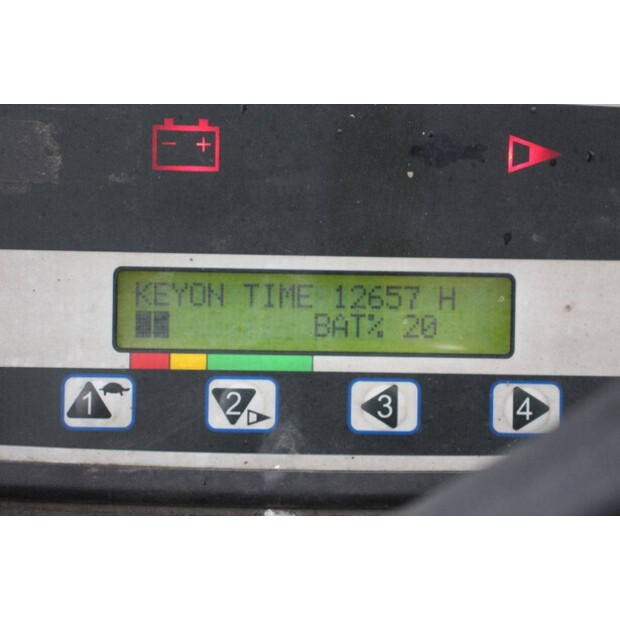 - +
KEYON TIME 12657 H
BAT% 20
1 2 3 4